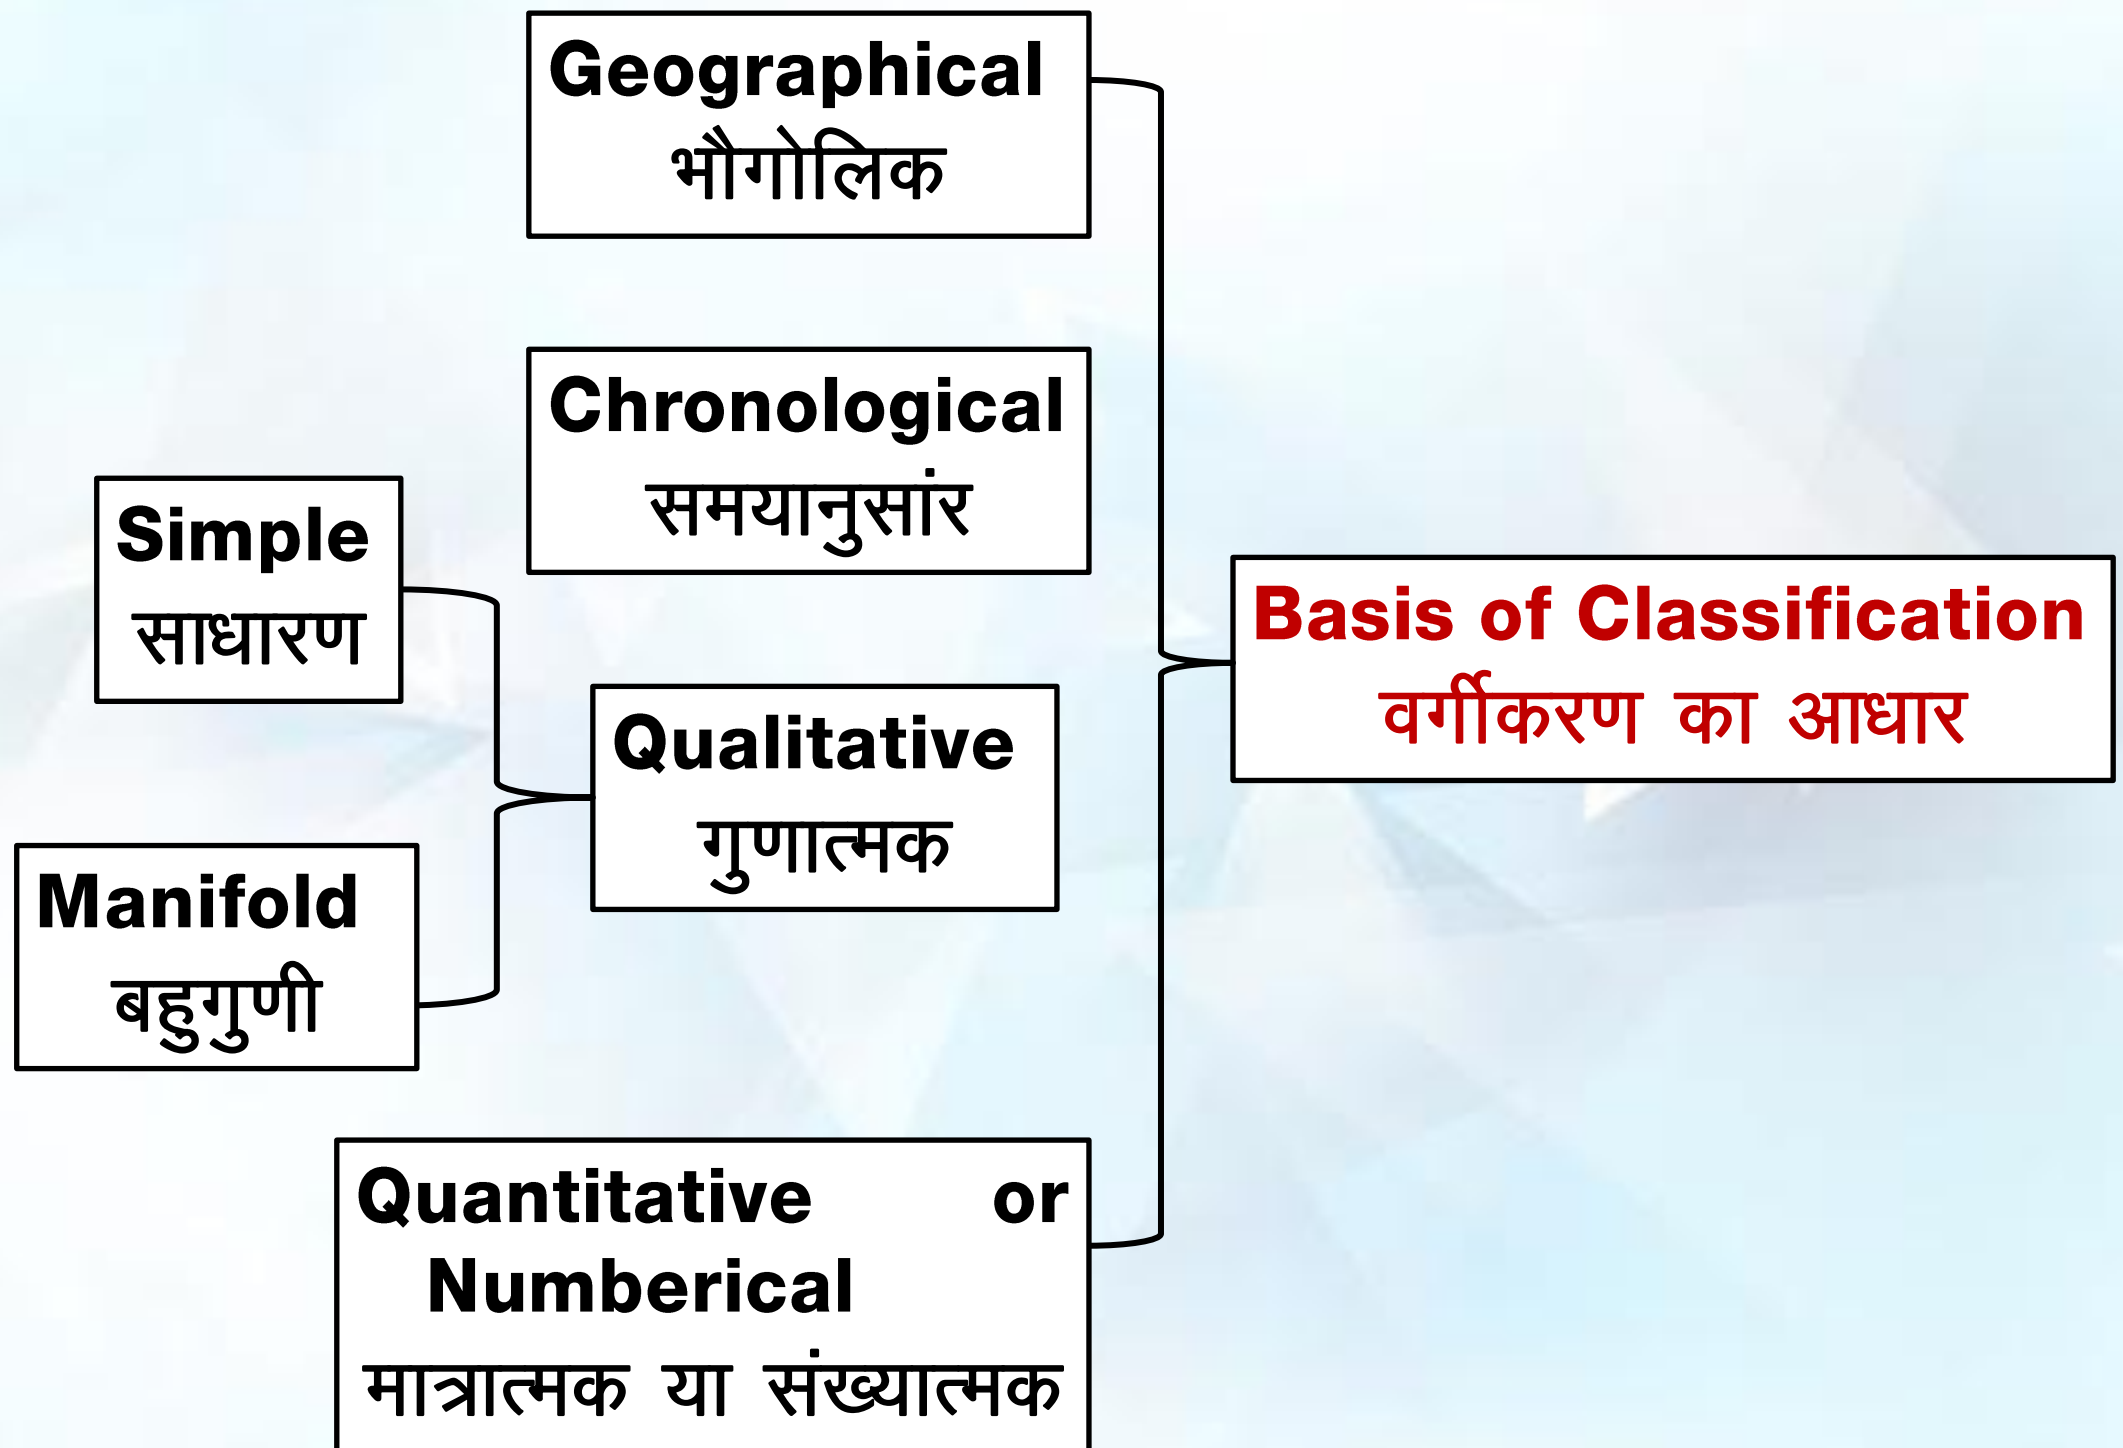 Geographical
भौगोलिक
Chronological
समयानुसांर
Simple
साधारण
Basis of Classification
वर्गीकरण का आधार
Qualitative
गुणात्मक
Manifold
बहुगुणी
Quantitative or
Numberical
मात्रात्मक या संख्यात्मक